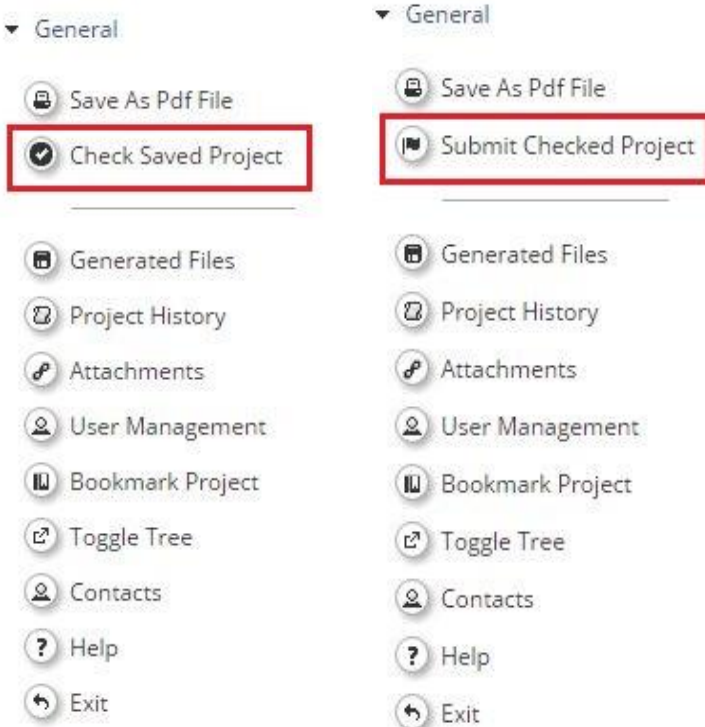 General
Save As Pdf File
Check Saved Project
Generated Files
Project History
Attachments
User Management
Bookmark Project
Toggle Tree
Contacts
Help
Exit
General
Save As Pdf File
Submit Checked Project
Generated Files
Project History
Attachments
User Management
Bookmark Project
Toggle Tree
Contacts
Help
Exit